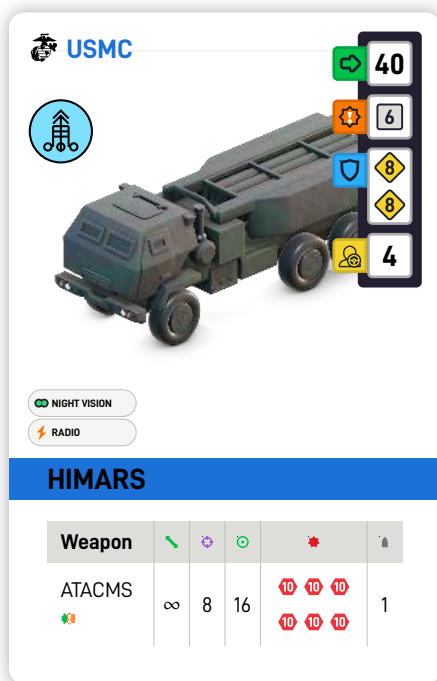 USMC
40
6
8
8
4
NIGHT VISION
RADIO
HIMARS
Weapon
ATACMS ∞ 8 16 10 10 10 1
10 10 10